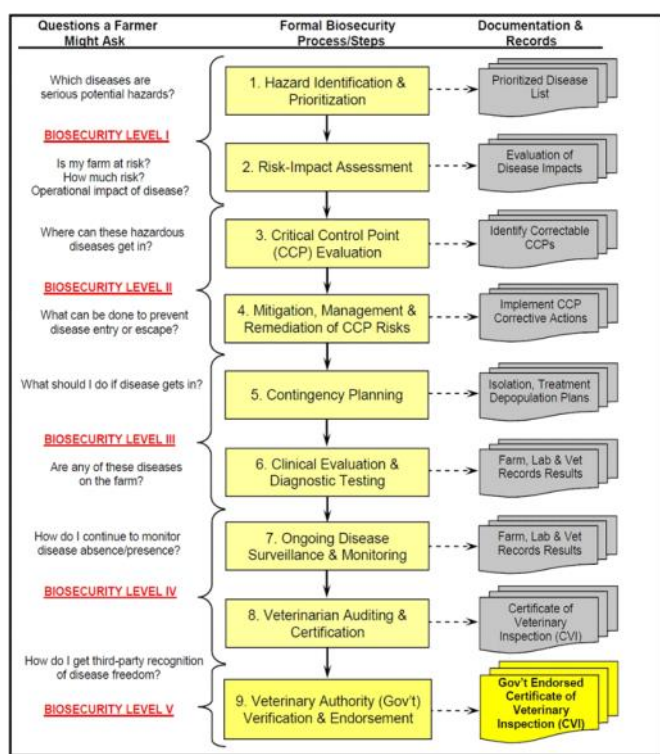 Questions a Farmer
Might Ask
Formal Biosecurity
Process/Steps
Documentation &
Records
Which diseases are
serious potential hazards?
1. Hazard Identification &
Prioritization
Prioritized Disease
List
BIOSECURITY LEVEL I
Is my farm at risk?
How much risk?
Operational impact of disease?
2. Risk-Impact Assessment
Evaluation of
Disease Impacts
Where can these hazardous
diseases get in?
3. Critical Control Point
(CCP) Evaluation
Identify Correctable
CCPs
BIOSECURITY LEVEL II
What can be done to prevent
disease entry or escape?
4. Mitigation, Management &
Remediation of CCP Risks
Implement CCP
Corrective Actions
What should I do if disease gets in?
5. Contingency Planning
Isolation, Treatment
Depopulation Plans
BIOSECURITY LEVEL III
Are any of these diseases
on the farm?
6. Clinical Evaluation &
Diagnostic Testing
Farm, Lab & Vet
Records Results
How do I continue to monitor
disease absence/presence?
7. Ongoing Disease
Surveillance & Monitoring
Farm, Lab & Vet
Records Results
BIOSECURITY LEVEL IV
8. Veterinarian Auditing &
Certification
Certificate of
Veterinary
Inspection (CVI)
How do I get third-party recognition
of disease freedom?
BIOSECURITY LEVEL V
9. Veterinary Authority (Gov't)
Verification & Endorsement
Gov't Endorsed
Certificate of
Veterinary
Inspection (CVI)